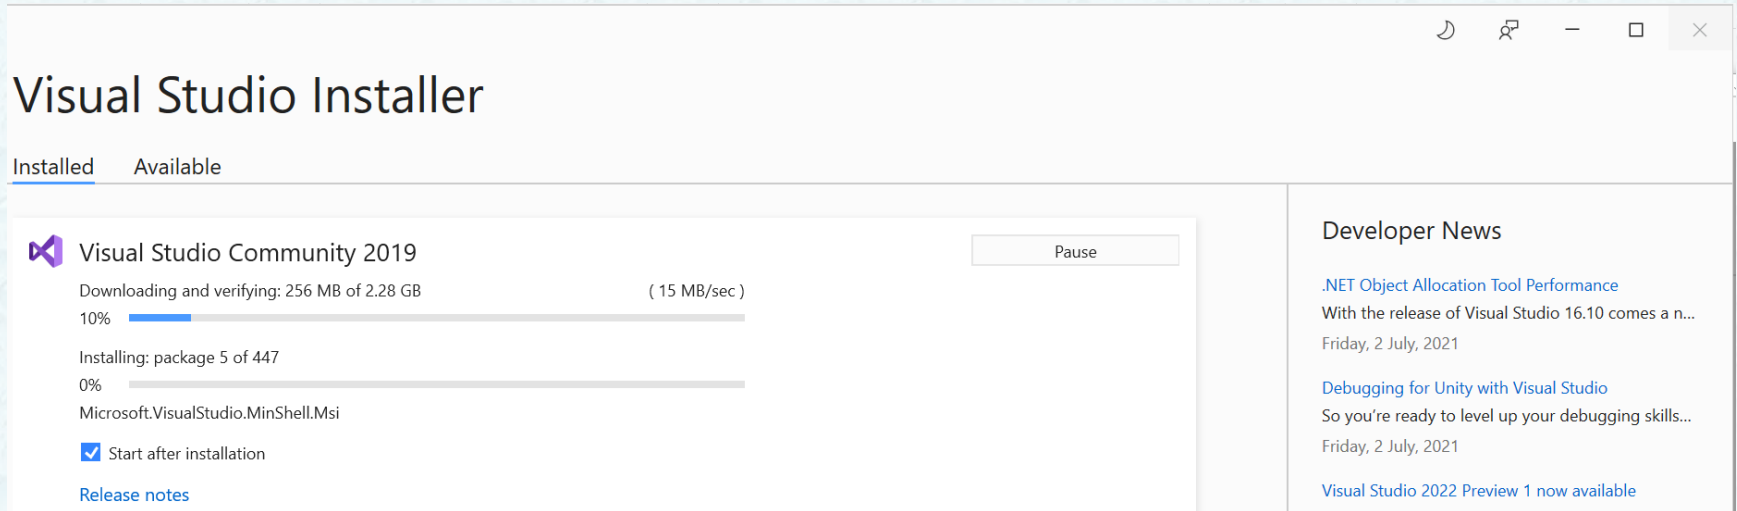 Visual Studio Installer
Installed
Available
Visual Studio Community 2019
Pause
Downloading and verifying: 256 MB of 2.28 GB
( 15 MB/sec )
10%
Installing: package 5 of 447
0%
Microsoft.VisualStudio.MinShell.Msi
Start after installation
Release notes
Developer News
.NET Object Allocation Tool Performance
With the release of Visual Studio 16.10 comes a n...
Friday, 2 July, 2021
Debugging for Unity with Visual Studio
So you’re ready to level up your debugging skills...
Friday, 2 July, 2021
Visual Studio 2022 Preview 1 now available